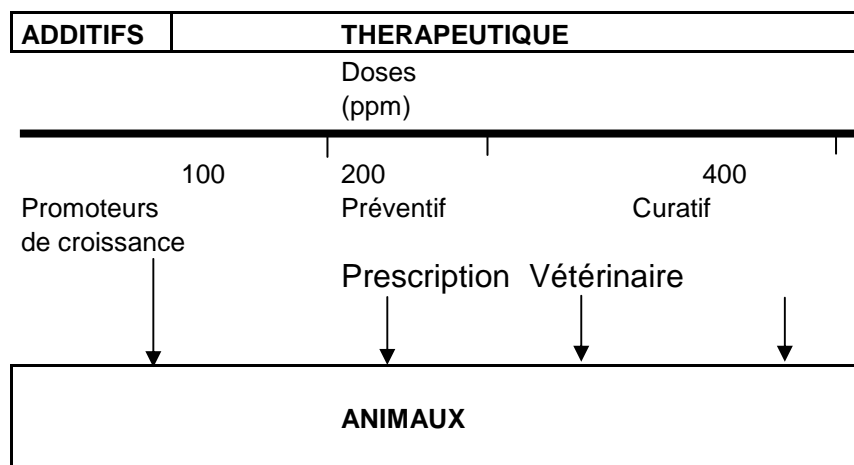 ADDITIFS THERAPEUTIQUE
Doses
(ppm)
100 200 400
Promoteurs Préventif Curatif
de croissance
Prescription Vétérinaire
ANIMAUX